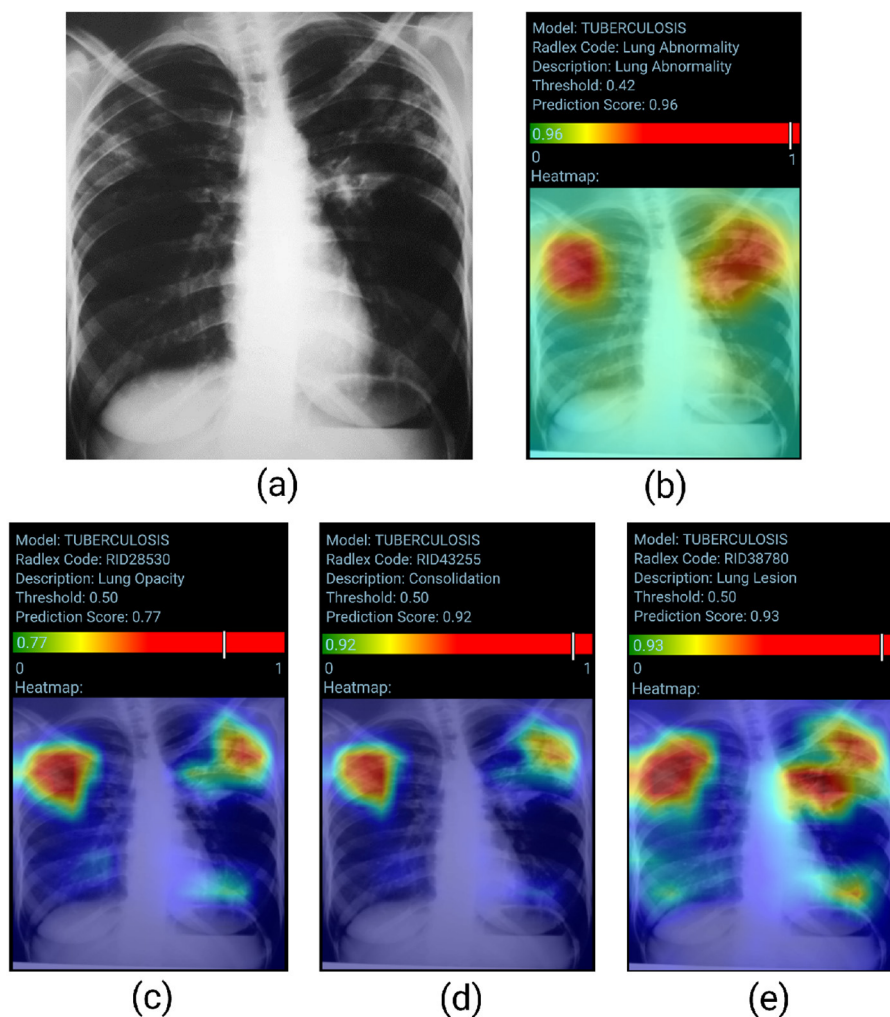 Model: TUBERCULOSIS
Radlex Code: Lung Abnormality
Description: Lung Abnormality
Threshold: 0.42
Prediction Score: 0.96
0.96
0 1
Heatmap:
(a)
(b)
Model: TUBERCULOSIS
Radlex Code: RID28530
Description: Lung Opacity
Threshold: 0.50
Prediction Score: 0.77
0.77
0 1
Heatmap:
(c)
Model: TUBERCULOSIS
Radlex Code: RID43255
Description: Consolidation
Threshold: 0.50
Prediction Score: 0.92
0.92
0 1
Heatmap:
(d)
Model: TUBERCULOSIS
Radlex Code: RID38780
Description: Lung Lesion
Threshold: 0.50
Prediction Score: 0.93
0.93
0
Heatmap:
(e)